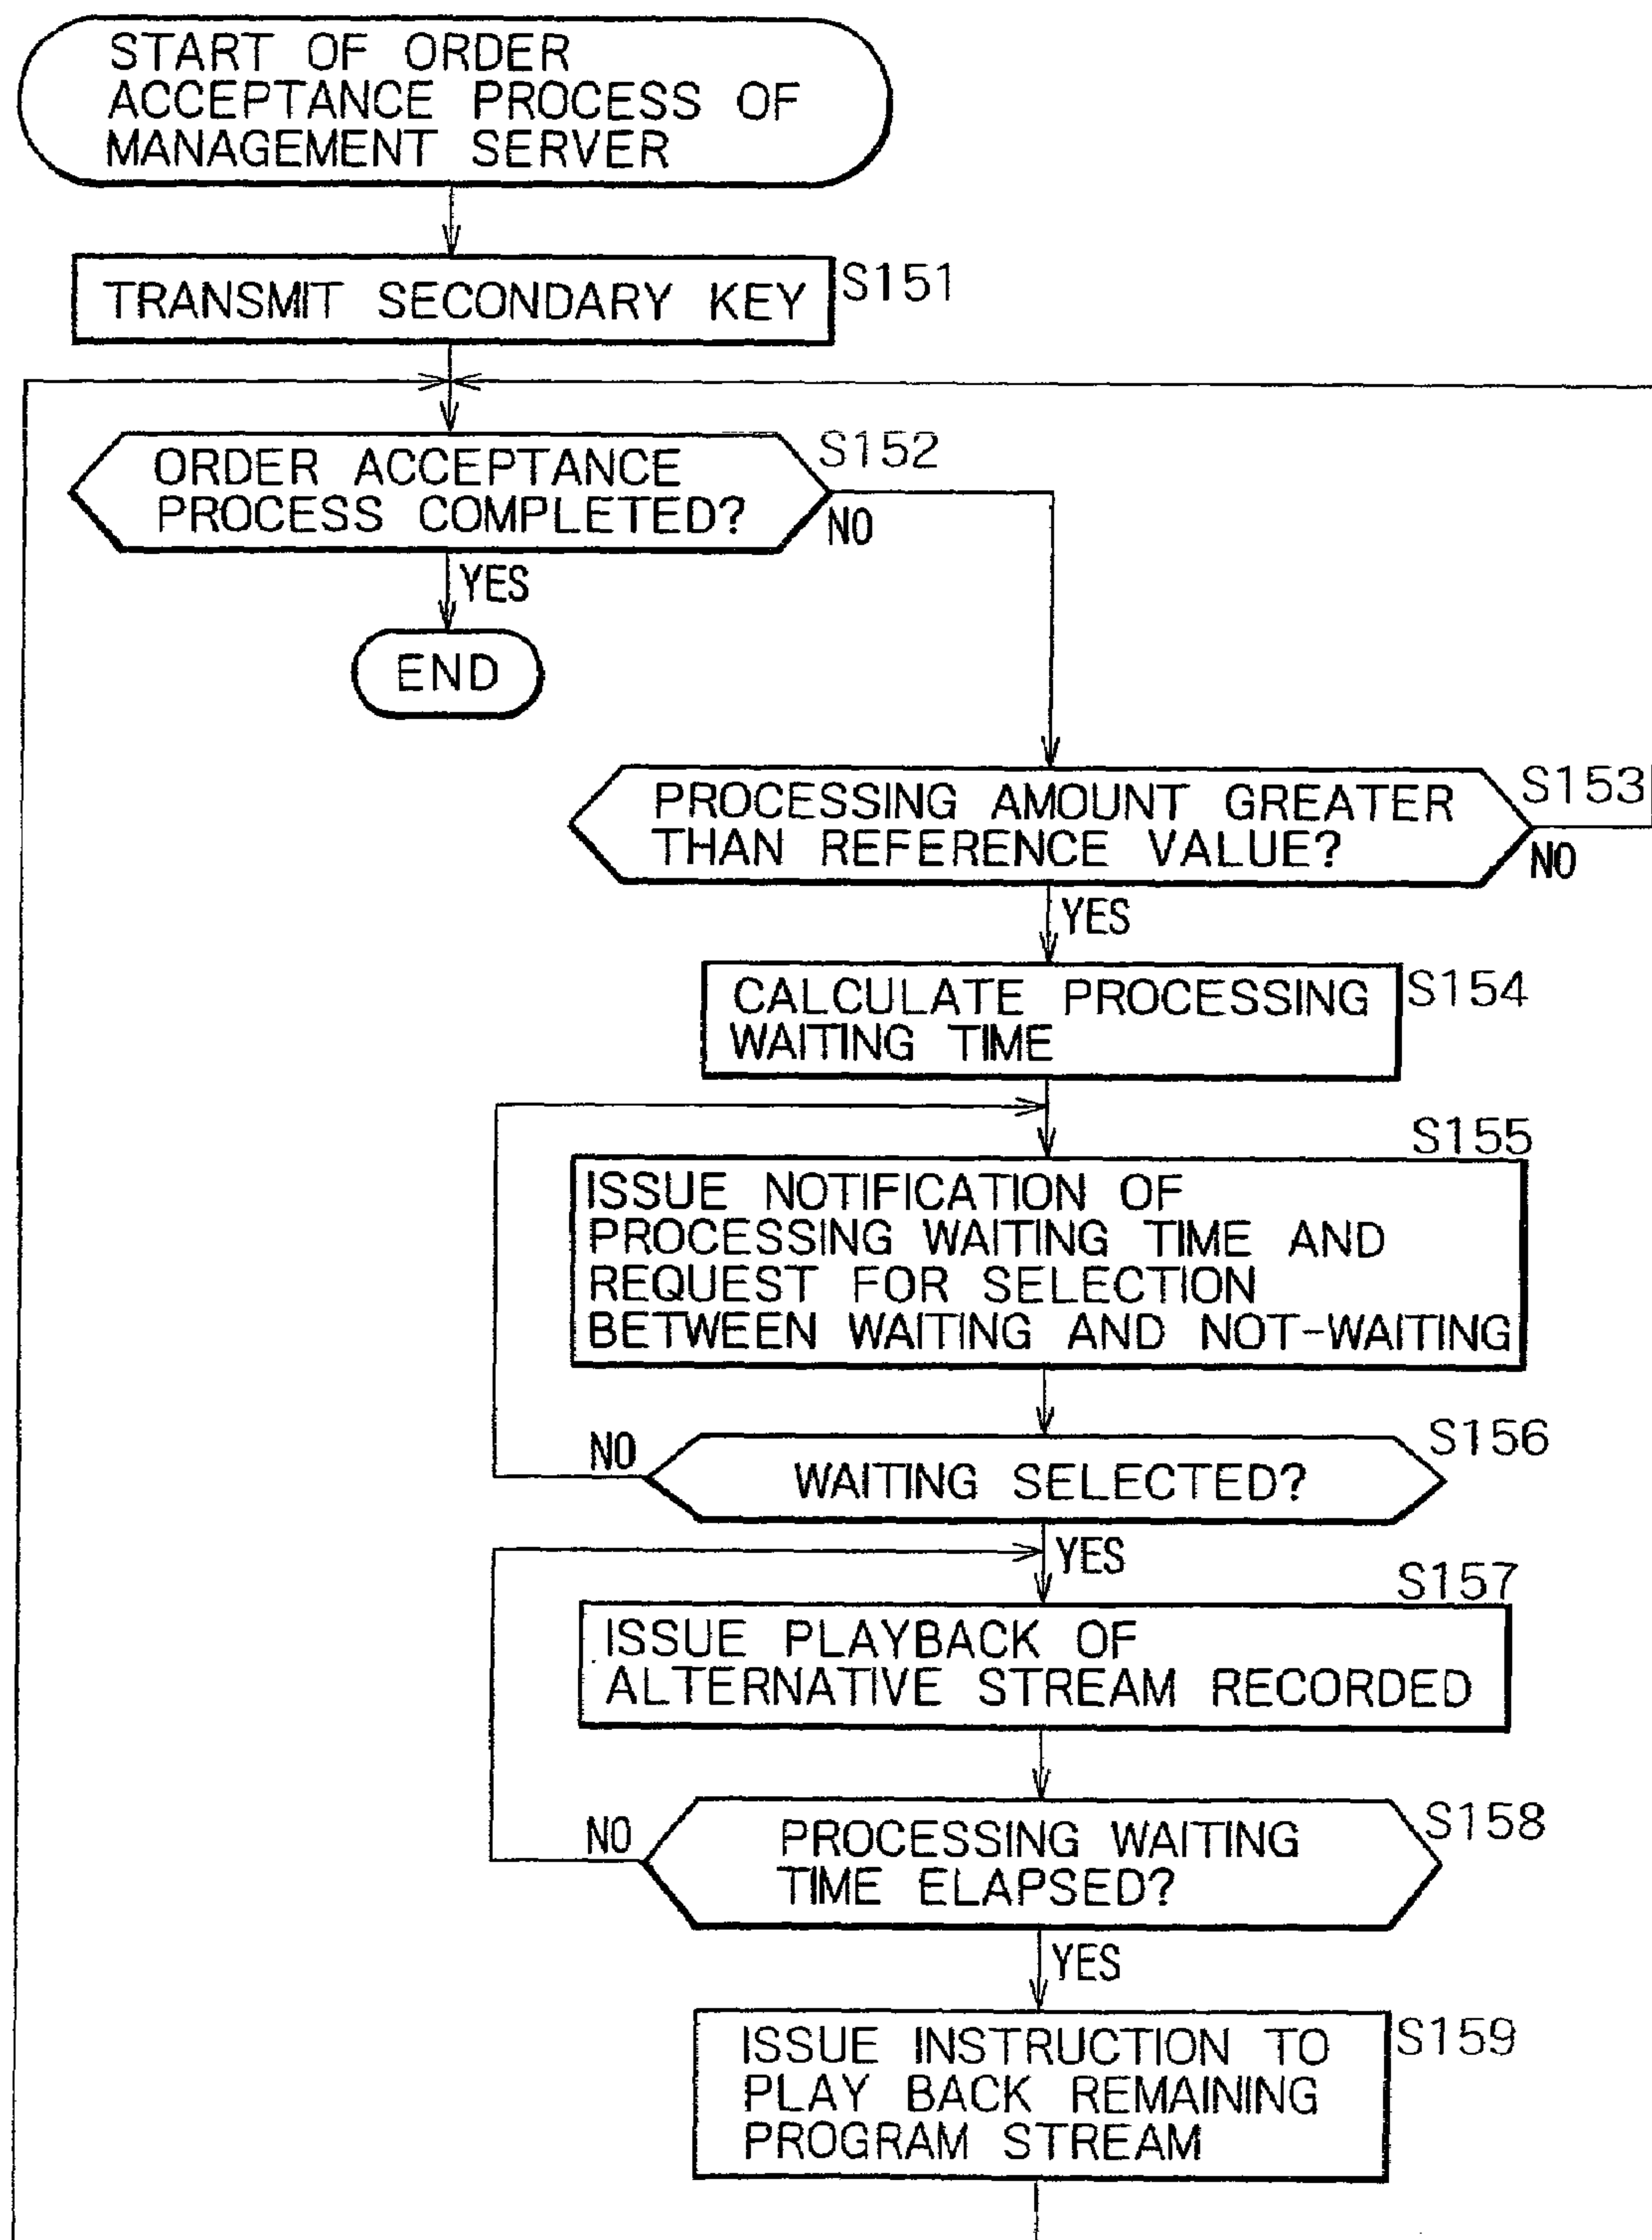 START OF ORDER
ACCEPTANCE PROCESS OF
MANAGEMENT SERVER
TRANSMIT SECONDARY KEY
S151
ORDER ACCEPTANCE
PROCESS COMPLETED?
S152
NO
YES
END
PROCESSING AMOUNT GREATER
THAN REFERENCE VALUE?
S153
NO
YES
CALCULATE PROCESSING
WAITING TIME
S154
S155
ISSUE NOTIFICATION OF
PROCESSING WAITING TIME AND
REQUEST FOR SELECTION
BETWEEN WAITING AND NOT-WAITING
S156
NO
WAITING SELECTED?
YES
S157
ISSUE PLAYBACK OF
ALTERNATIVE STREAM RECORDED
S158
NO
PROCESSING WAITING
TIME ELAPSED?
YES
S159
ISSUE INSTRUCTION TO
PLAY BACK REMAINING
PROGRAM STREAM